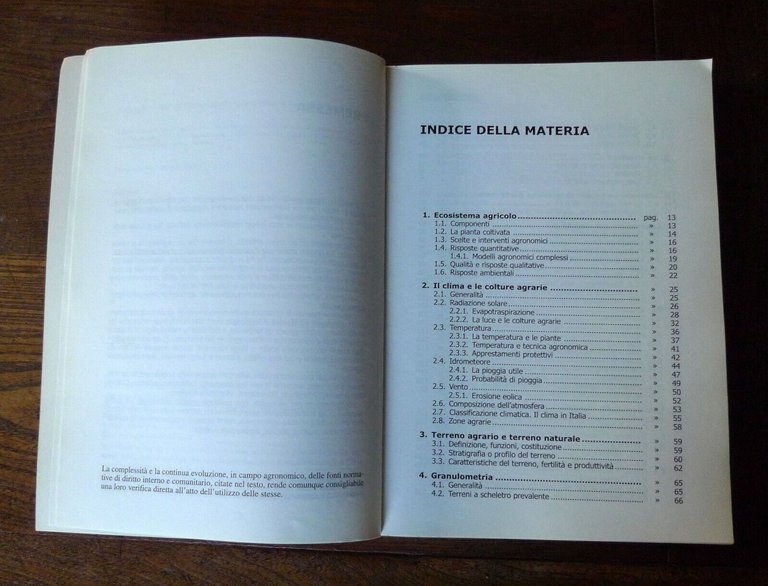 La complessità e la continua evoluzione, in campo agronomico, delle fonti norma-
tive di diritto interno e comunitario, citate nel testo, rende comunque consigliabile
una loro verifica diretta all'atto dell'utilizzo delle stesse.
INDICE DELLA MATERIA
1. Ecosistema agricolo ........ pag. 13
1.1. Componenti ........ » 13
1.2. La pianta coltivata ........ » 14
1.3. Scelte e interventi agronomici ........ » 16
1.4. Risposte quantitative ........ » 16
1.4.1. Modelli agronomici complessi ........ » 19
1.5. Qualità e risposte qualitative ........ » 20
1.6. Risposte ambientali ........ » 22
2. Il clima e le colture agrarie ........ » 25
2.1. Generalità ........ » 25
2.2. Radiazione solare ........ » 26
2.2.1. Evapotraspirazione ........ » 28
2.2.2. La luce e le colture agrarie ........ » 32
2.3. Temperatura ........ » 36
2.3.1. La temperatura e le piante ........ » 37
2.3.2. Temperatura e tecnica agronomica ........ » 41
2.3.3. Apprestamenti protettivi ........ » 42
2.4. Idrometeore ........ » 44
2.4.1. La pioggia utile ........ » 47
2.4.2. Probabilità di pioggia ........ » 49
2.5. Vento ........ » 50
2.5.1. Erosione eolica ........ » 52
2.6. Composizione dell'atmosfera ........ » 53
2.7. Classificazione climatica. Il clima in Italia ........ » 55
2.8. Zone agrarie ........ » 58
3. Terreno agrario e terreno naturale ........ » 59
3.1. Definizione, funzioni, costituzione ........ » 59
3.2. Stratigrafia o profilo del terreno ........ » 60
3.3. Caratteristiche del terreno, fertilità e produttività ........ » 62
4. Granulometria ........ » 65
4.1. Generalità ........ » 65
4.2. Terreni a scheletro prevalente ........ » 66